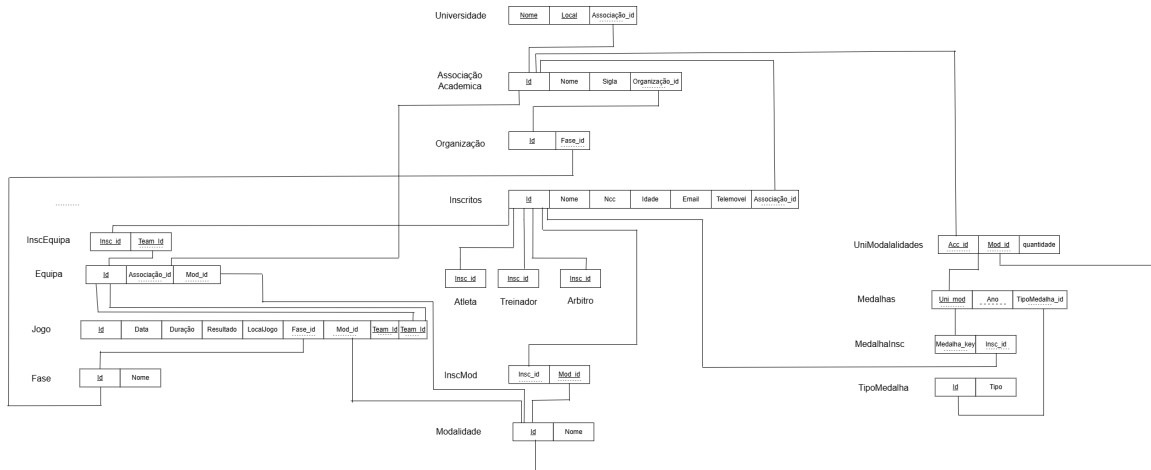 Universidade
Nome Local Associação_id
Associação
Academica
Id Nome Sigla Organização_id
Organização
Id Fase_id
Inscritos
Id Nome Ncc Idade Email Telemovel Associação_id
InscEquipa
Insc_id Team_Id
UniModalalidades
Acc_id Mod_id quantidade
Equipa
Id Associação_id Mod_id
Insc_id Insc_id Insc_id
Atleta Treinador Arbitro
Medalhas
Uni_mod Ano TipoMedalha_id
Jogo
Id Data Duração Resultado LocalJogo Fase_id Mod_id Team_Id Team_Id
MedalhaInsc
Medalha_key Insc_id
Fase
Id Nome
InscMod
Insc_id Mod_id
TipoMedalha
Id Tipo
Modalidade
Id Nome